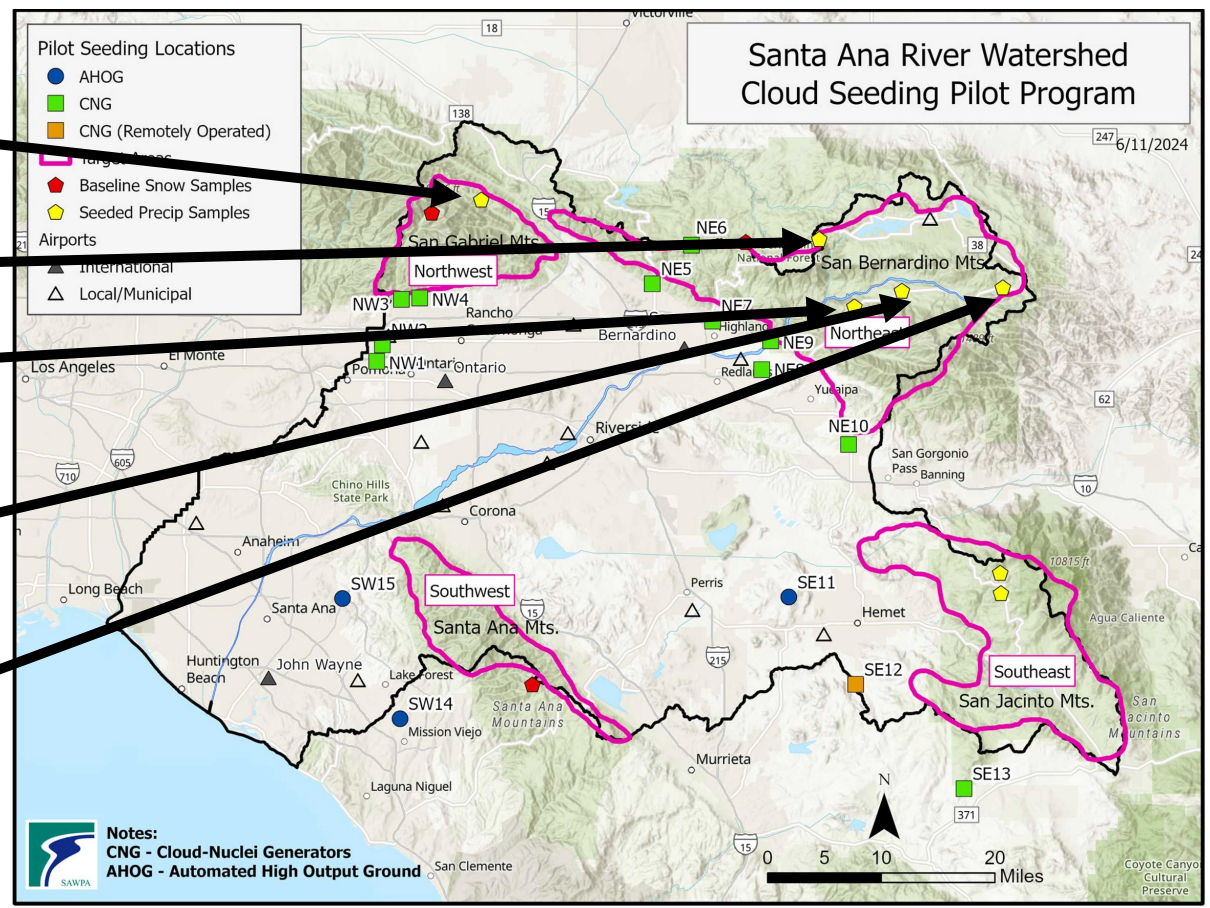 Santa Ana River Watershed
Cloud Seeding Pilot Program
6/11/2024
Pilot Seeding Locations
AHOG
CNG
CNG (Remotely Operated)
Target Areas
Baseline Snow Samples
Seeded Precip Samples
Airports
International
Local/Municipal
Victorville
18
138
247
15
San Gabriel Mts.
Northwest
NE6
National Forest
38
San Bernardino Mts.
NE5
NW3
NW4
Rancho
NE7
Highland
Northeast
Bernardino
NW2
NE9
El Monte
Los Angeles
NW1
Pomona
Ontario
Redlands
NE8
Yucaipa
62
Riverside
NE10
605
710
San Gorgonio
Pass
Banning
10
Chino Hills
State Park
Corona
Anaheim
10815 ft
Long Beach
SW15
Southwest
Perris
SE11
Santa Ana
15
Santa Ana Mts.
Hemet
Agua Caliente
215
Huntington
Beach
John Wayne
Lake Forest
SE12
Southeast
San Jacinto Mts.
San
Jacinto
Mountains
SW14
Santa Ana
Mountains
Mission Viejo
Murrieta
N
SE13
Laguna Niguel
371
15
0 5 10 20
Miles
SAWPA
Notes:
CNG - Cloud-Nuclei Generators
AHOG - Automated High Output Ground
San Clemente
Coyote Canyon
Cultural
Preserve